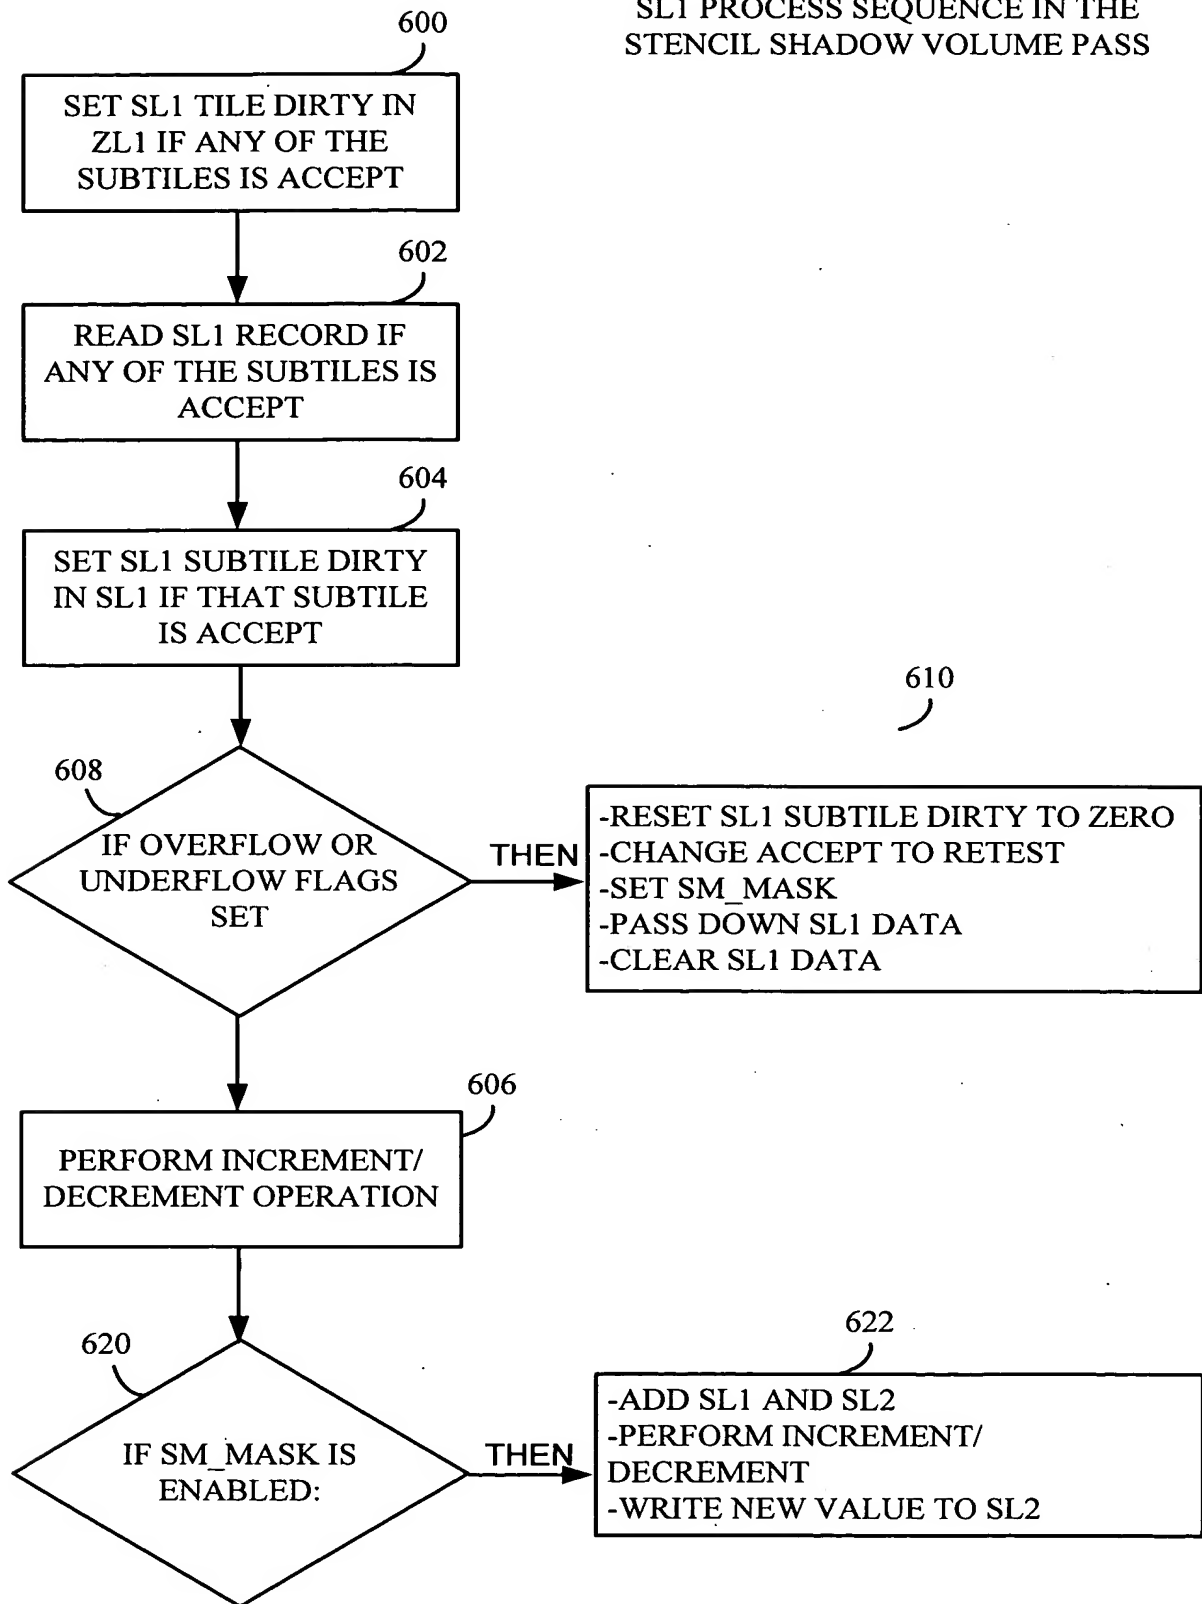 SL1 PROCESS SEQUENCE IN THE
STENCIL SHADOW VOLUME PASS
600
SET SL1 TILE DIRTY IN
ZL1 IF ANY OF THE
SUBTILES IS ACCEPT
602
READ SL1 RECORD IF
ANY OF THE SUBTILES IS
ACCEPT
604
SET SL1 SUBTILE DIRTY
IN SL1 IF THAT SUBTILE
IS ACCEPT
608
IF OVERFLOW OR
UNDERFLOW FLAGS
SET
THEN
610
-RESET SL1 SUBTILE DIRTY TO ZERO
-CHANGE ACCEPT TO RETEST
-SET SM_MASK
-PASS DOWN SL1 DATA
-CLEAR SL1 DATA
606
PERFORM INCREMENT/
DECREMENT OPERATION
620
IF SM_MASK IS
ENABLED:
THEN
622
-ADD SL1 AND SL2
-PERFORM INCREMENT/
DECREMENT
-WRITE NEW VALUE TO SL2